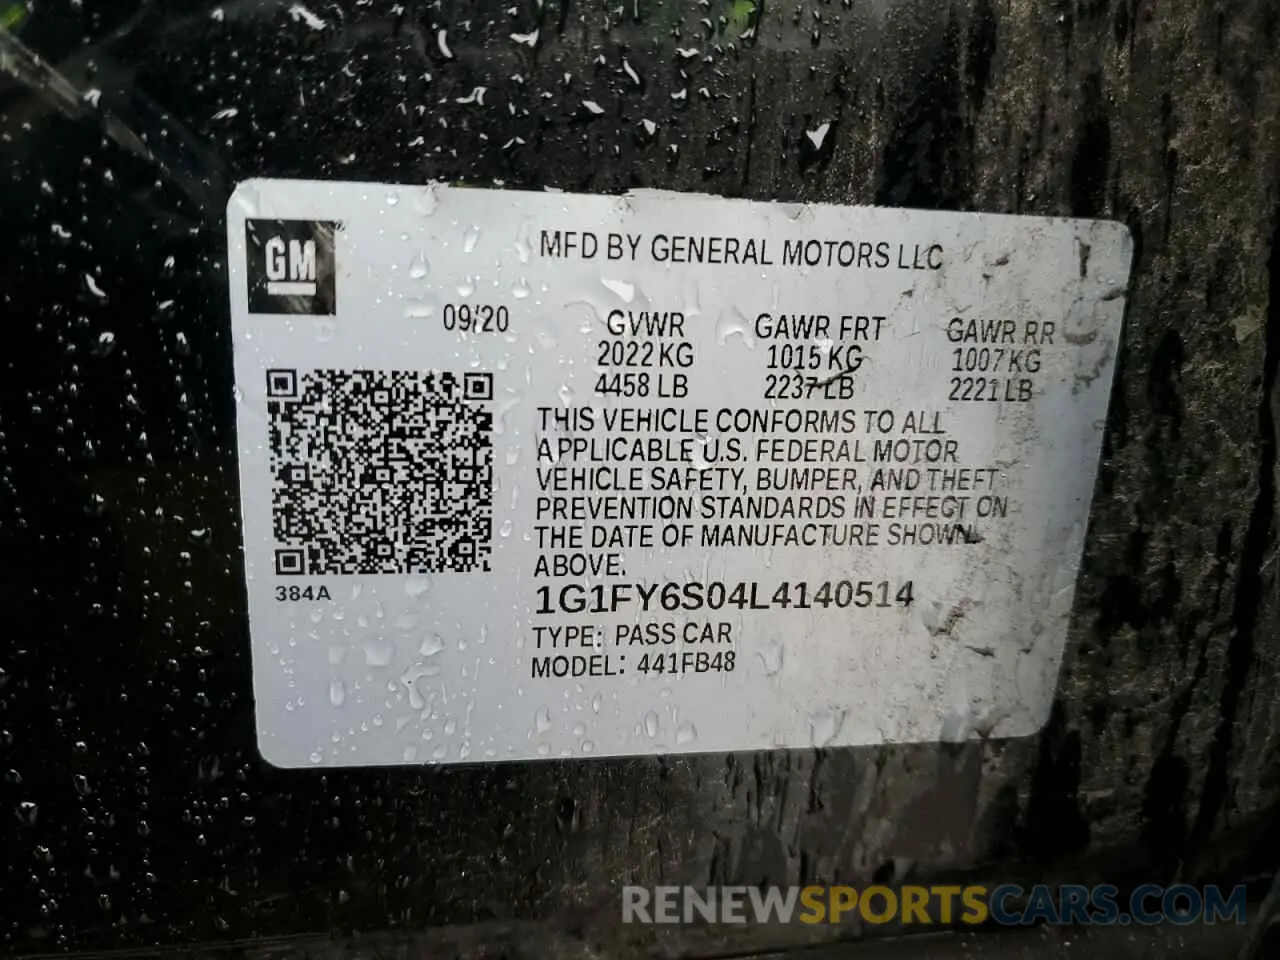 GM
MFD BY GENERAL MOTORS LLC
09/20
GVWR GAWR FRT GAWR RR
2022 KG 1015 KG 1007 KG
4458 LB 2237 LB 2221 LB
THIS VEHICLE CONFORMS TO ALL
APPLICABLE U.S. FEDERAL MOTOR
VEHICLE SAFETY, BUMPER, AND THEFT
PREVENTION STANDARDS IN EFFECT ON
THE DATE OF MANUFACTURE SHOWN
ABOVE.
384A
1G1FY6S04L4140514
TYPE: PASS CAR
MODEL: 441FB48
RENEWSPORTSCARS.COM